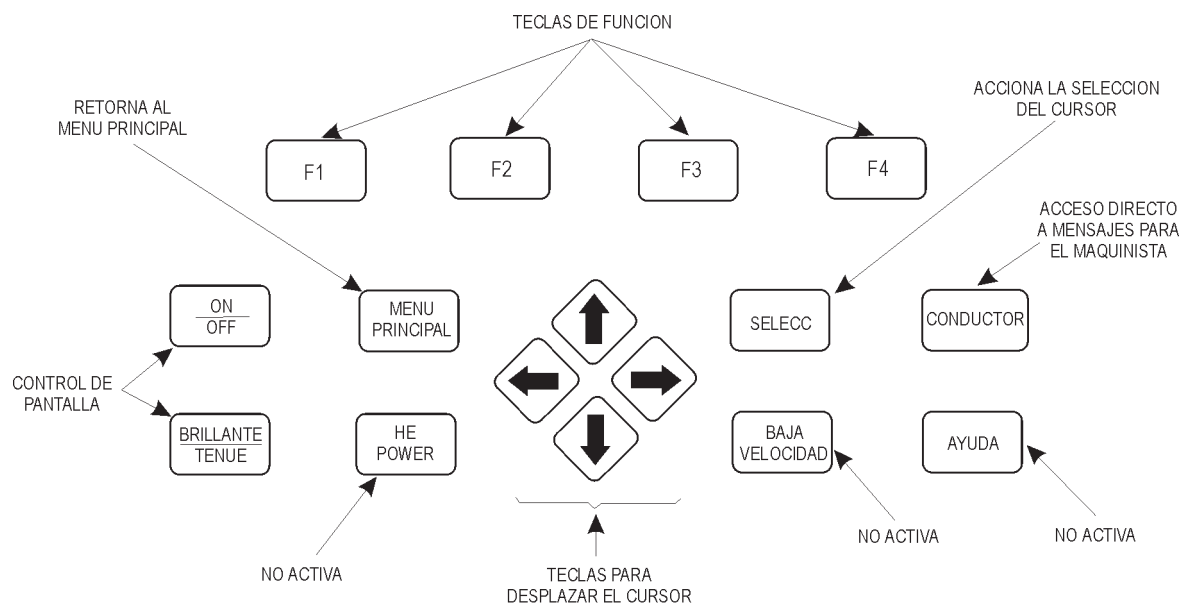 TECLAS DE FUNCION
RETORNA AL
MENU PRINCIPAL
ACCIONA LA SELECCION
DEL CURSOR
F1
F2
F3
F4
ACCESO DIRECTO
A MENSAJES PARA
EL MAQUINISTA
ON
OFF
MENU
PRINCIPAL
SELECC
CONDUCTOR
CONTROL DE
PANTALLA
BRILLANTE
TENUE
HE
POWER
BAJA
VELOCIDAD
AYUDA
NO ACTIVA
TECLAS PARA
DESPLAZAR EL CURSOR
NO ACTIVA
NO ACTIVA